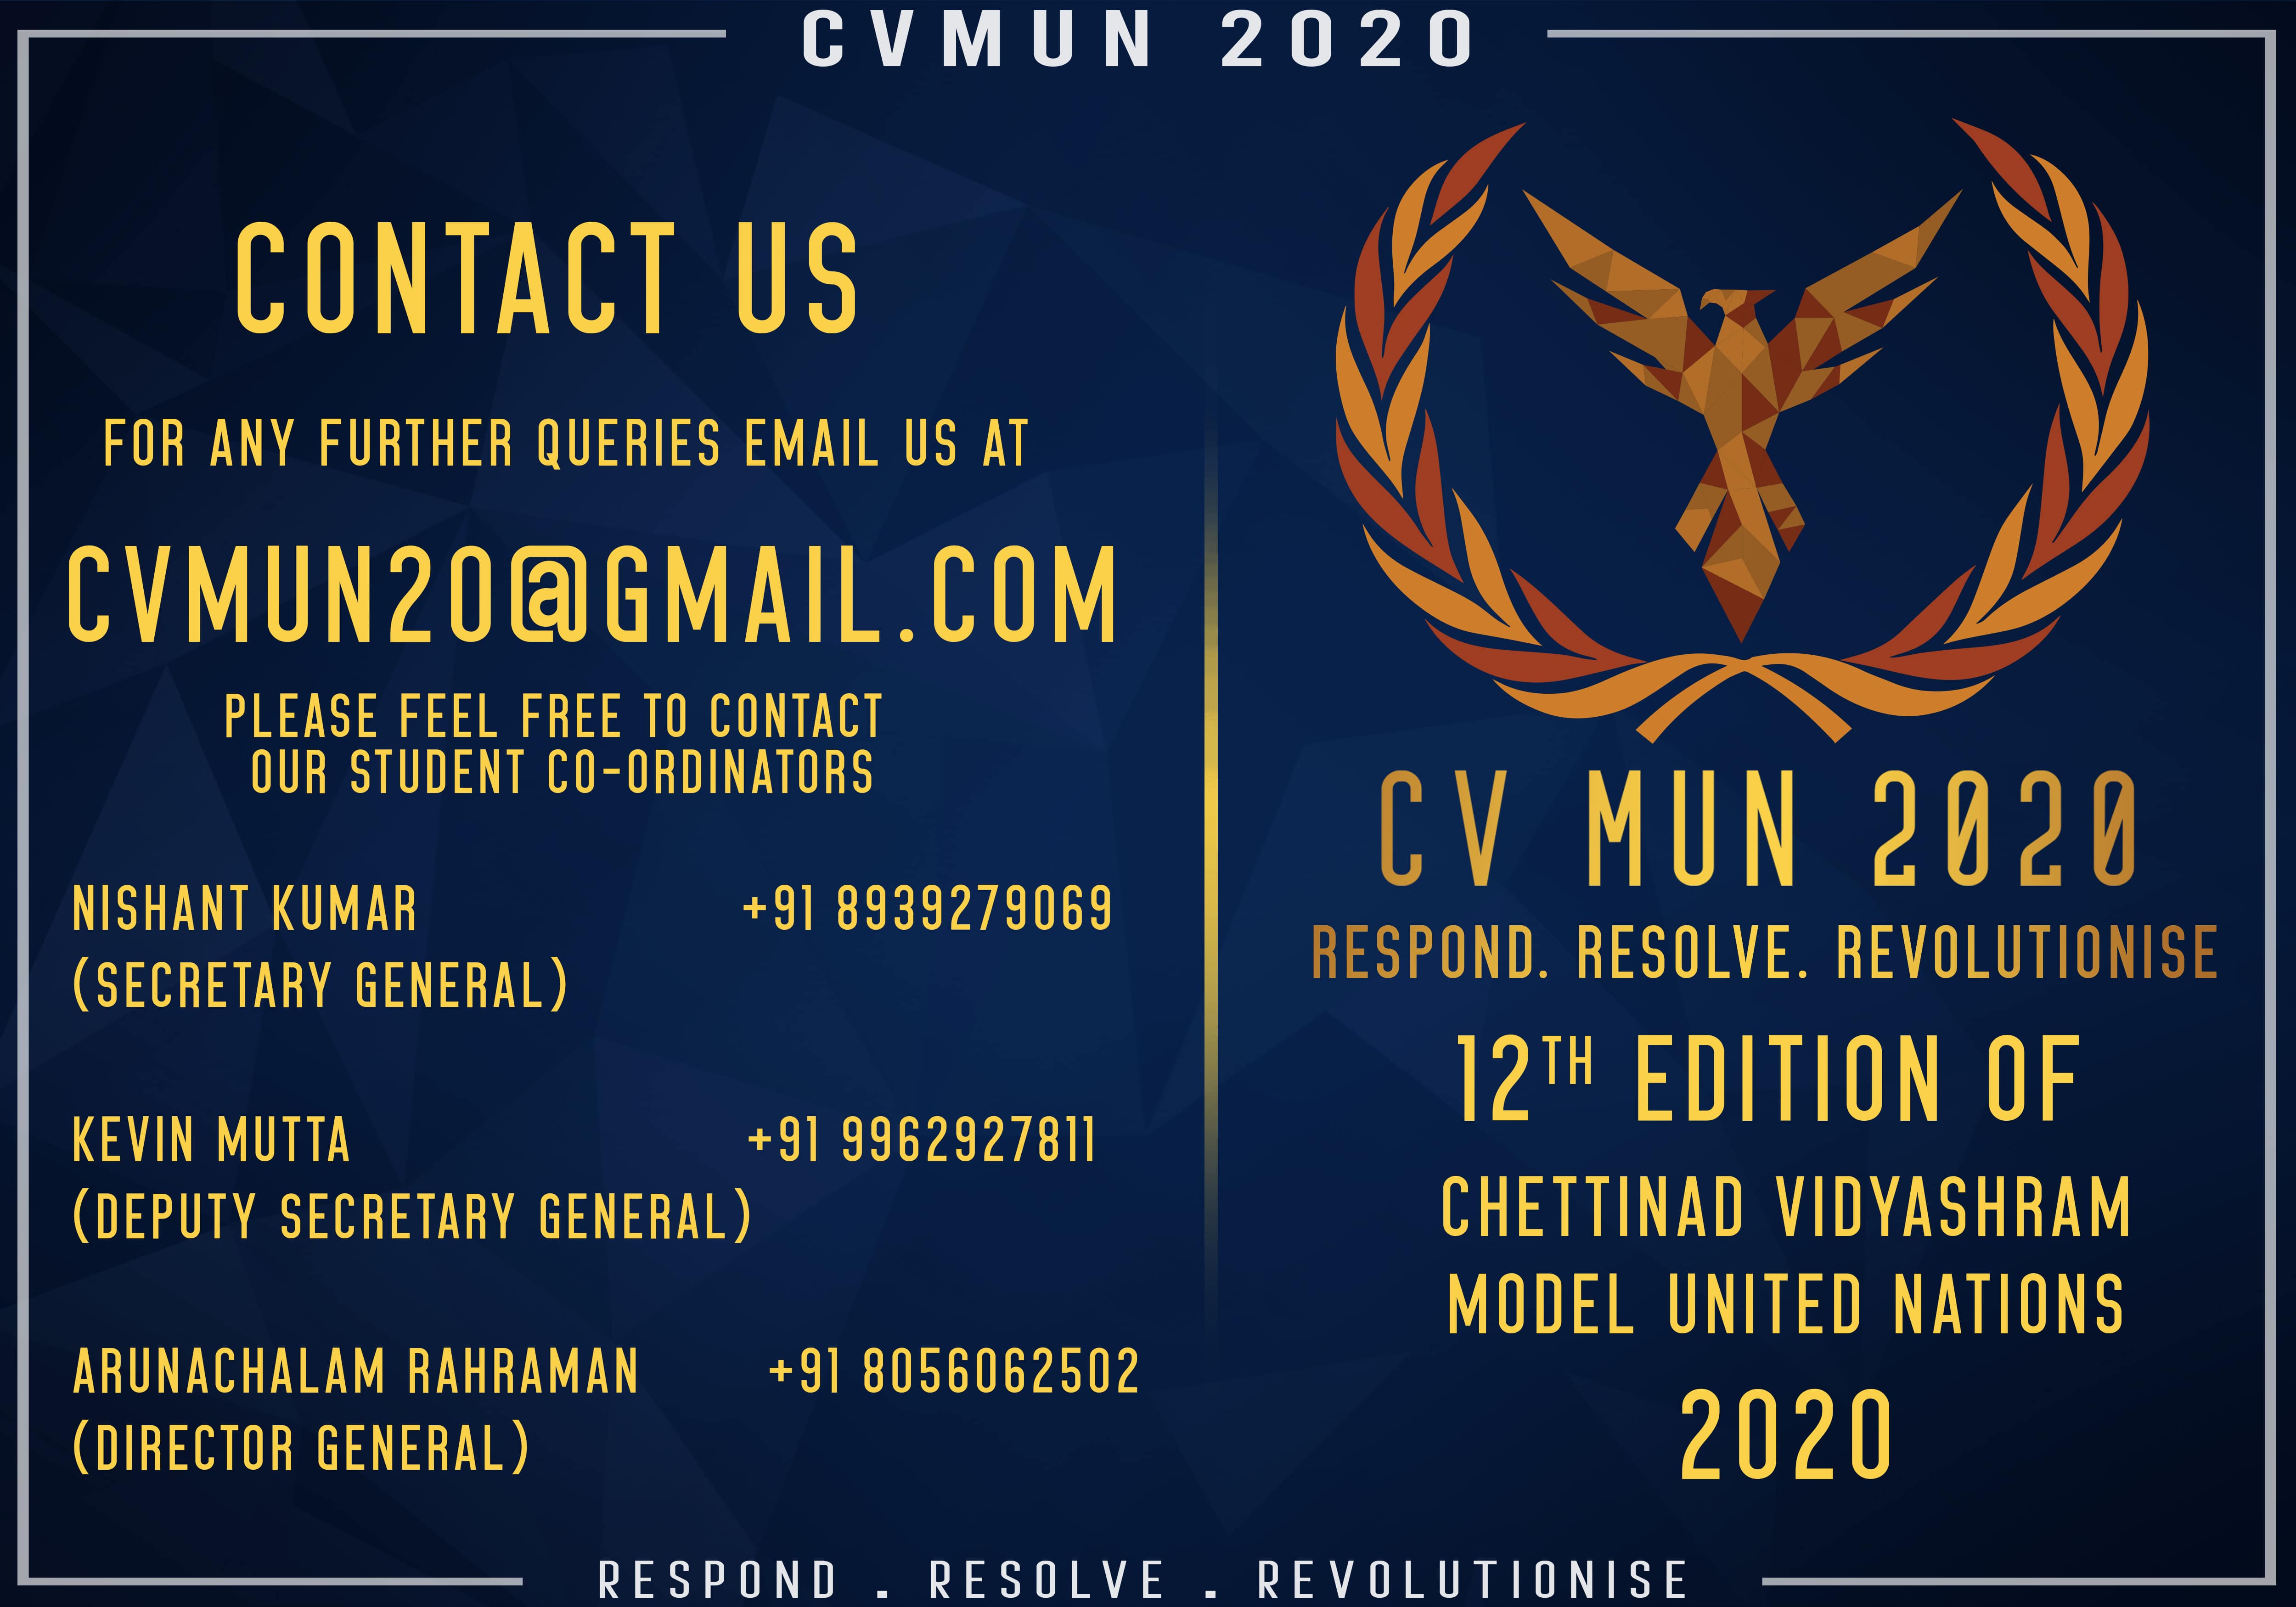 CVMUN 2020
CONTACT US
FOR ANY FURTHER QUERIES EMAIL US AT
CVMUN20@GMAIL.COM
PLEASE FEEL FREE TO CONTACT
OUR STUDENT CO-ORDINATORS
NISHANT KUMAR +91 8939279069
(SECRETARY GENERAL)
KEVIN MUTTA +91 9962927811
(DEPUTY SECRETARY GENERAL)
ARUNACHALAM RAHRAMAN +91 8056062502
(DIRECTOR GENERAL)
CV MUN 2020
RESPOND. RESOLVE. REVOLUTIONISE
12TH EDITION OF
CHETTINAD VIDYASHRAM
MODEL UNITED NATIONS
2020
RESPOND . RESOLVE . REVOLUTIONISE